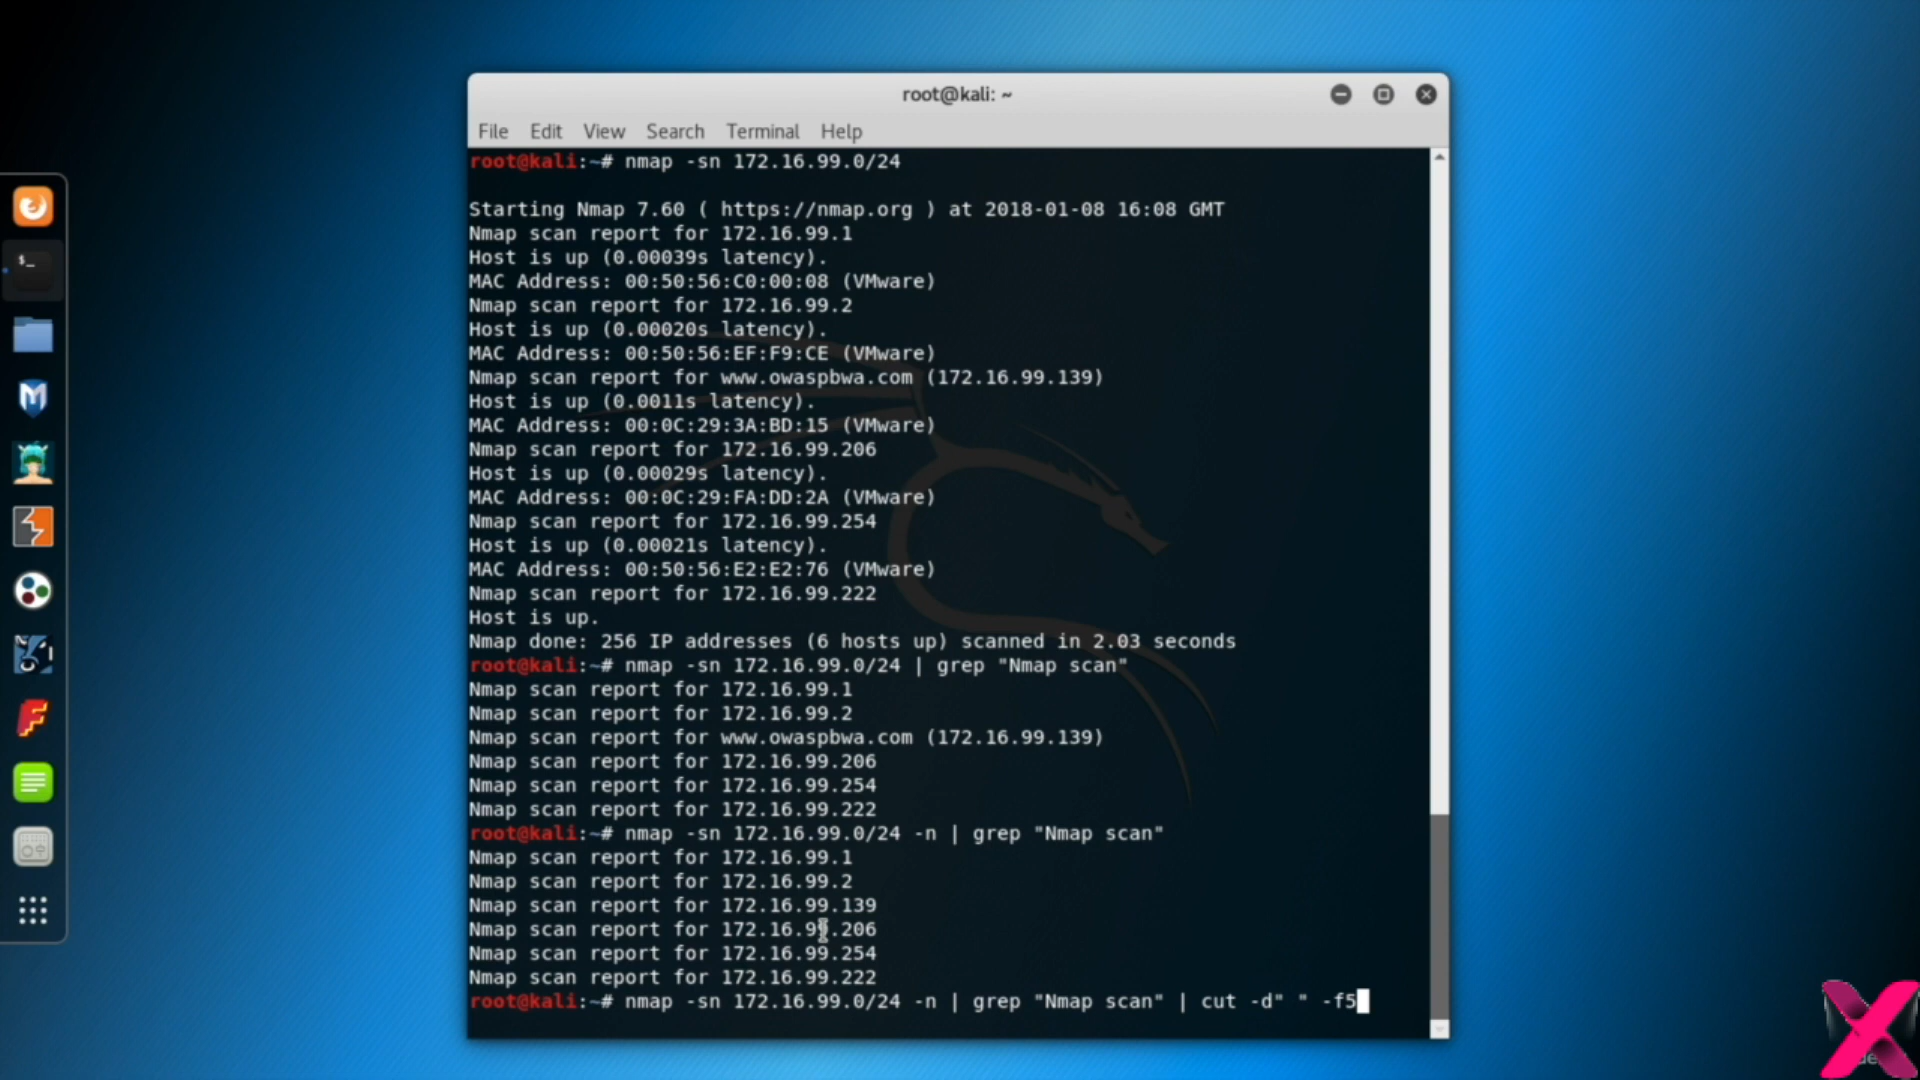 root@kali: ~
File Edit View Search Terminal Help
root@kali:~# nmap -sn 172.16.99.0/24
Starting Nmap 7.60 ( https://nmap.org ) at 2018-01-08 16:08 GMT
Nmap scan report for 172.16.99.1
Host is up (0.00039s latency).
MAC Address: 00:50:56:C0:00:08 (VMware)
Nmap scan report for 172.16.99.2
Host is up (0.00020s latency).
MAC Address: 00:50:56:EF:F9:CE (VMware)
Nmap scan report for www.owaspbwa.com (172.16.99.139)
Host is up (0.0011s latency).
MAC Address: 00:0C:29:3A:BD:15 (VMware)
Nmap scan report for 172.16.99.206
Host is up (0.00029s latency).
MAC Address: 00:0C:29:FA:DD:2A (VMware)
Nmap scan report for 172.16.99.254
Host is up (0.00021s latency).
MAC Address: 00:50:56:E2:E2:76 (VMware)
Nmap scan report for 172.16.99.222
Host is up.
Nmap done: 256 IP addresses (6 hosts up) scanned in 2.03 seconds
root@kali:~# nmap -sn 172.16.99.0/24 | grep "Nmap scan"
Nmap scan report for 172.16.99.1
Nmap scan report for 172.16.99.2
Nmap scan report for www.owaspbwa.com (172.16.99.139)
Nmap scan report for 172.16.99.206
Nmap scan report for 172.16.99.254
Nmap scan report for 172.16.99.222
root@kali:~# nmap -sn 172.16.99.0/24 -n | grep "Nmap scan"
Nmap scan report for 172.16.99.1
Nmap scan report for 172.16.99.2
Nmap scan report for 172.16.99.139
Nmap scan report for 172.16.99.206
Nmap scan report for 172.16.99.254
Nmap scan report for 172.16.99.222
root@kali:~# nmap -sn 172.16.99.0/24 -n | grep "Nmap scan" | cut -d" " -f5